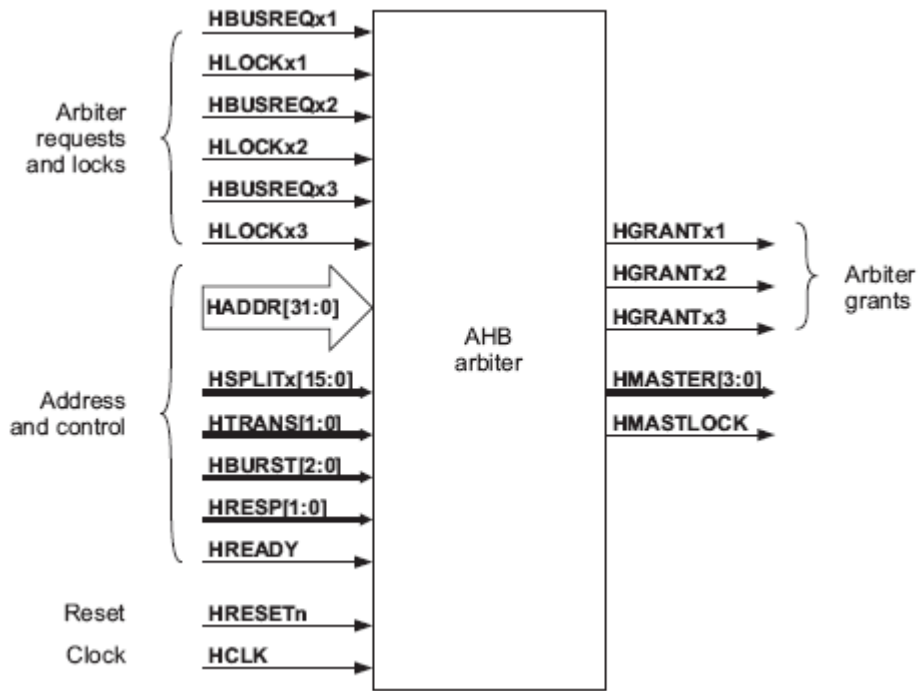 HBUSREQx1
HLOCKx1
HBUSREQx2
HLOCKx2
HBUSREQx3
HLOCKx3
Arbiter
requests
and locks
HADDR[31:0]
HSPLITx[15:0]
HTRANS[1:0]
HBURST[2:0]
HRESP[1:0]
HREADY
Address
and control
Reset
HRESETn
Clock
HCLK
AHB
arbiter
HGRANTx1
HGRANTx2
HGRANTx3
Arbiter
grants
HMASTER[3:0]
HMASTLOCK